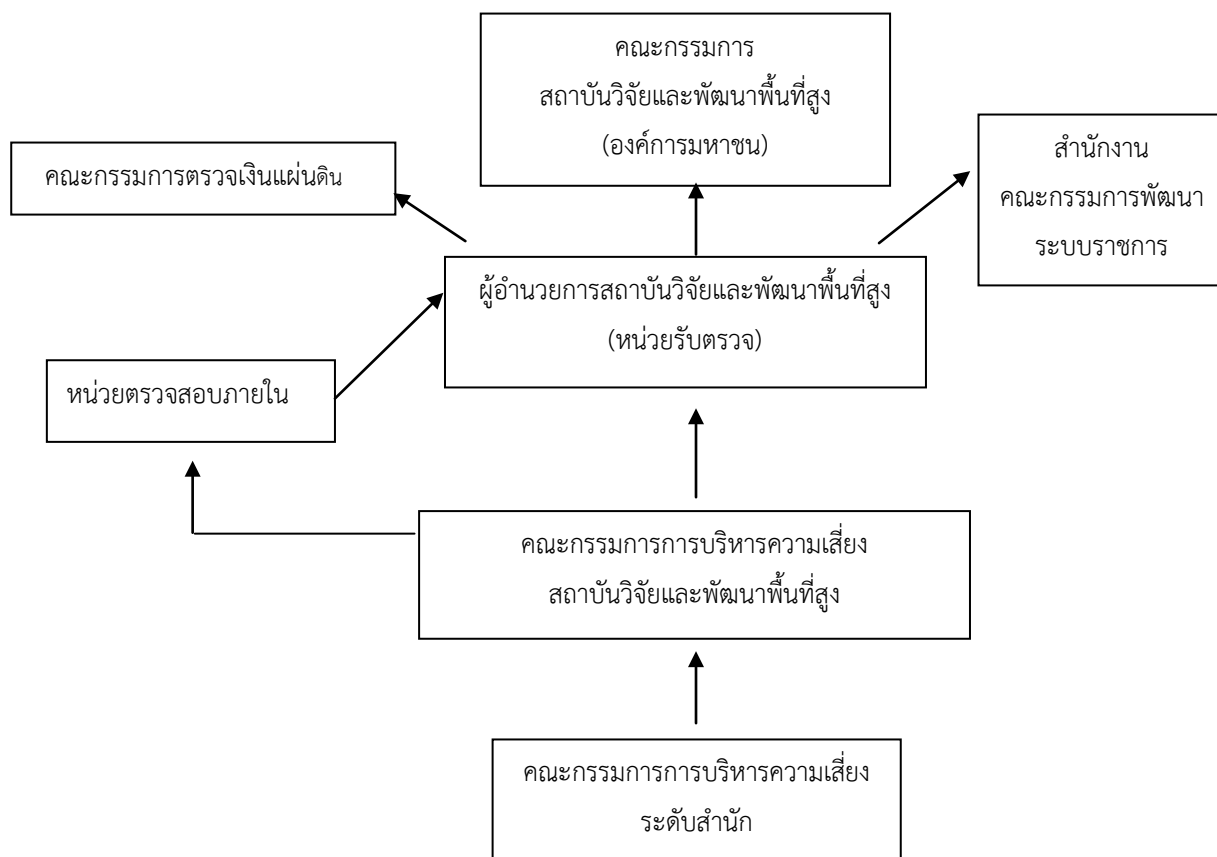 คณะกรรมการ
สถาบันวิจัยและพัฒนาพื้นที่สูง
(องค์การมหาชน)
คณะกรรมการตรวจเงินแผ่นดิน
สำนักงาน
คณะกรรมการพัฒนา
ระบบราชการ
ผู้อำนวยการสถาบันวิจัยและพัฒนาพื้นที่สูง
(หน่วยรับตรวจ)
หน่วยตรวจสอบภายใน
คณะกรรมการการบริหารความเสี่ยง
สถาบันวิจัยและพัฒนาพื้นที่สูง
คณะกรรมการการบริหารความเสี่ยง
ระดับสำนัก